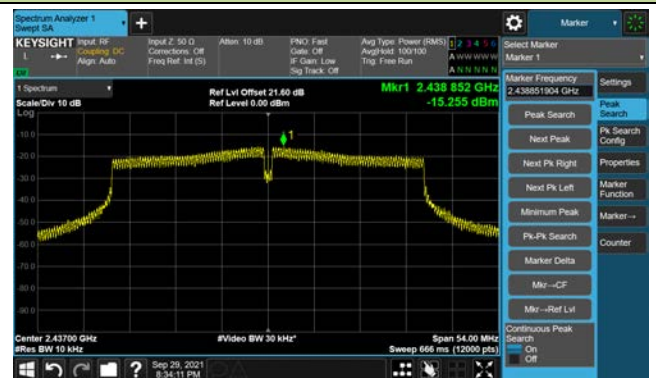 Spectrum Analyzer 1
Swept SA
+
Marker
KEYSIGHT
L
LV
Input: RF
Coupling: DC
Align: Auto
Input Z: 50 Ω
Corrections: Off
Freq Ref: Int (S)
Atten: 10 dB
PNO: Fast
Gate: Off
IF Gain: Low
Sig Track: Off
Avg Type: Power (RMS)
Avg|Hold: 100/100
Trig: Free Run
1 2 3 4 5 6
A W W W W W
A N N N N N
Select Marker
Marker 1
1 Spectrum
Scale/Div 10 dB
Log
Ref Lvl Offset 21.60 dB
Ref Level 0.00 dBm
Mkr1 2.438 852 GHz
-15.255 dBm
1
-10.0
-20.0
-30.0
-40.0
-50.0
-60.0
-70.0
-80.0
-90.0
Center 2.43700 GHz
#Res BW 10 kHz
#Video BW 30 kHz*
Span 54.00 MHz
Sweep 666 ms (12000 pts)
Marker Frequency
2.438851904 GHz
Peak Search
Next Peak
Next Pk Right
Next Pk Left
Minimum Peak
Pk-Pk Search
Marker Delta
Mkr→CF
Mkr→Ref Lvl
Continuous Peak
Search
On
Off
Settings
Peak
Search
Pk Search
Config
Properties
Marker
Function
Marker→
Counter
?
Sep 29, 2021
8:34:11 PM